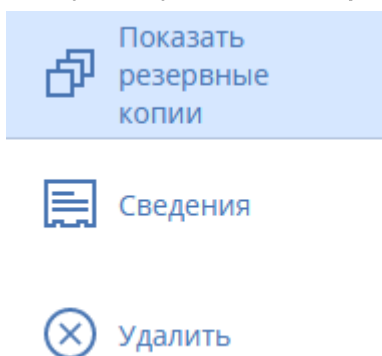 Показать
резервные
копии
Сведения
Удалить